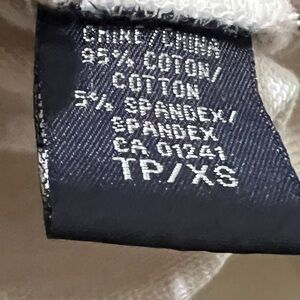 CHINE/CHINA
95% COTON/
COTTON
5% SPANDEX/
SPANDEX
CA 01241
TP/XS